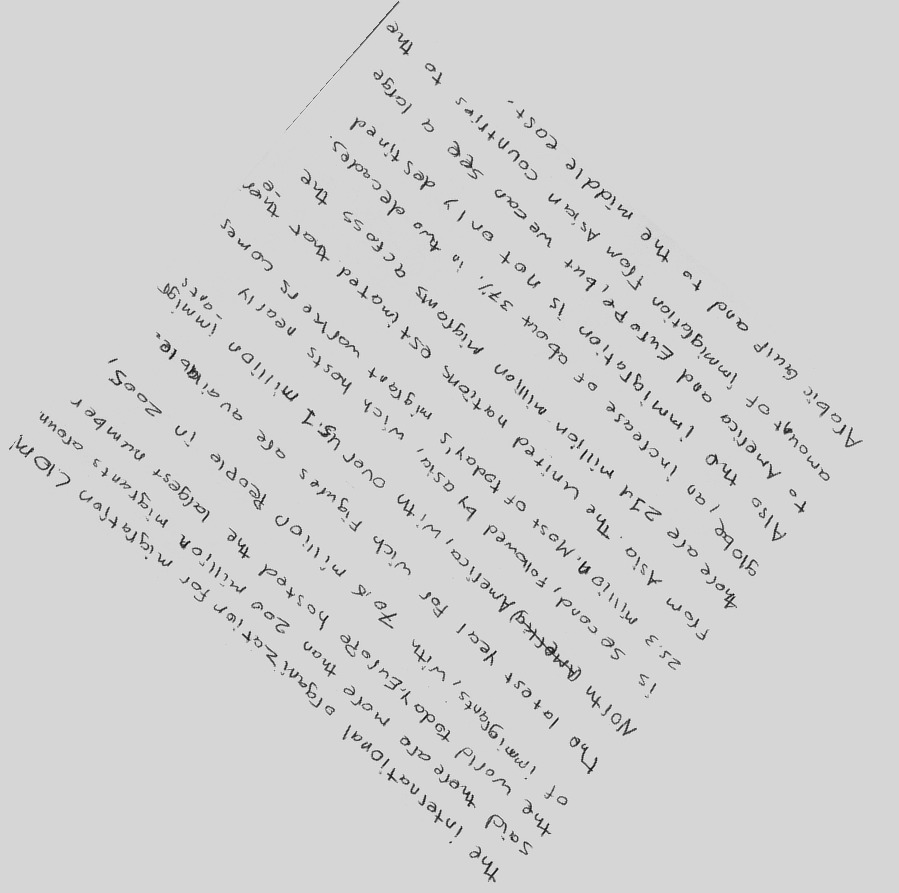 The international organization for migration (I.O.M)
said there are more than 200 million migrants aroun
the world today, Europe hosted the largest number
of immigrants, with 70.6 million people in 2005,
the latest year for wich figures are available.
North America, with over 45.1 million immigrants
is second, followed by asia, wich hosts nearly
25.3 million. Most of today's migrant workers comes
from Asia. The united nations estimated that there
there are 214 million migrants across the
globe, an increase of about 37%, in two decades.
Also the immigration is not only destined
to America and Europe, but we can see a large
amount of immigration from Asian countries to the
Arabic Gulf and to the middle east.